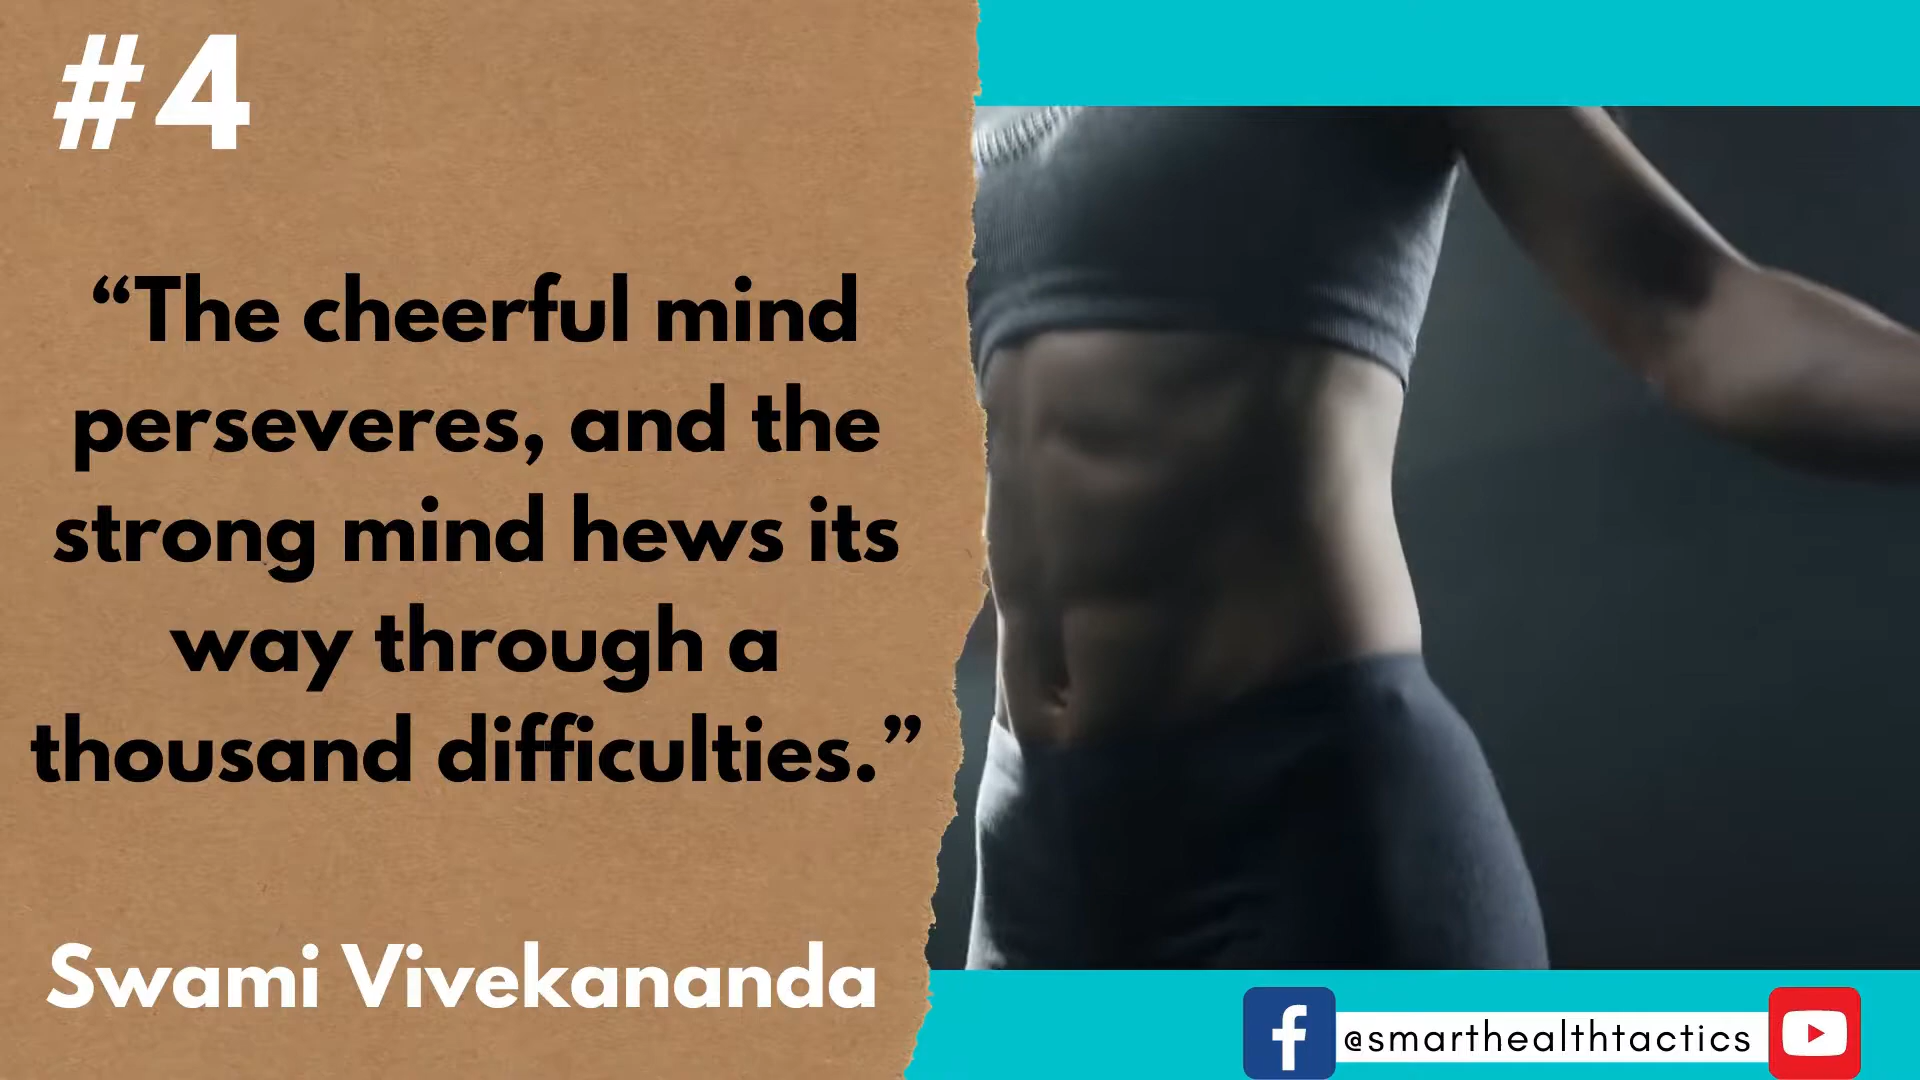 #4
“The cheerful mind
perseveres, and the
strong mind hews its
way through a
thousand difficulties.”
Swami Vivekananda
@smarthealthtactics